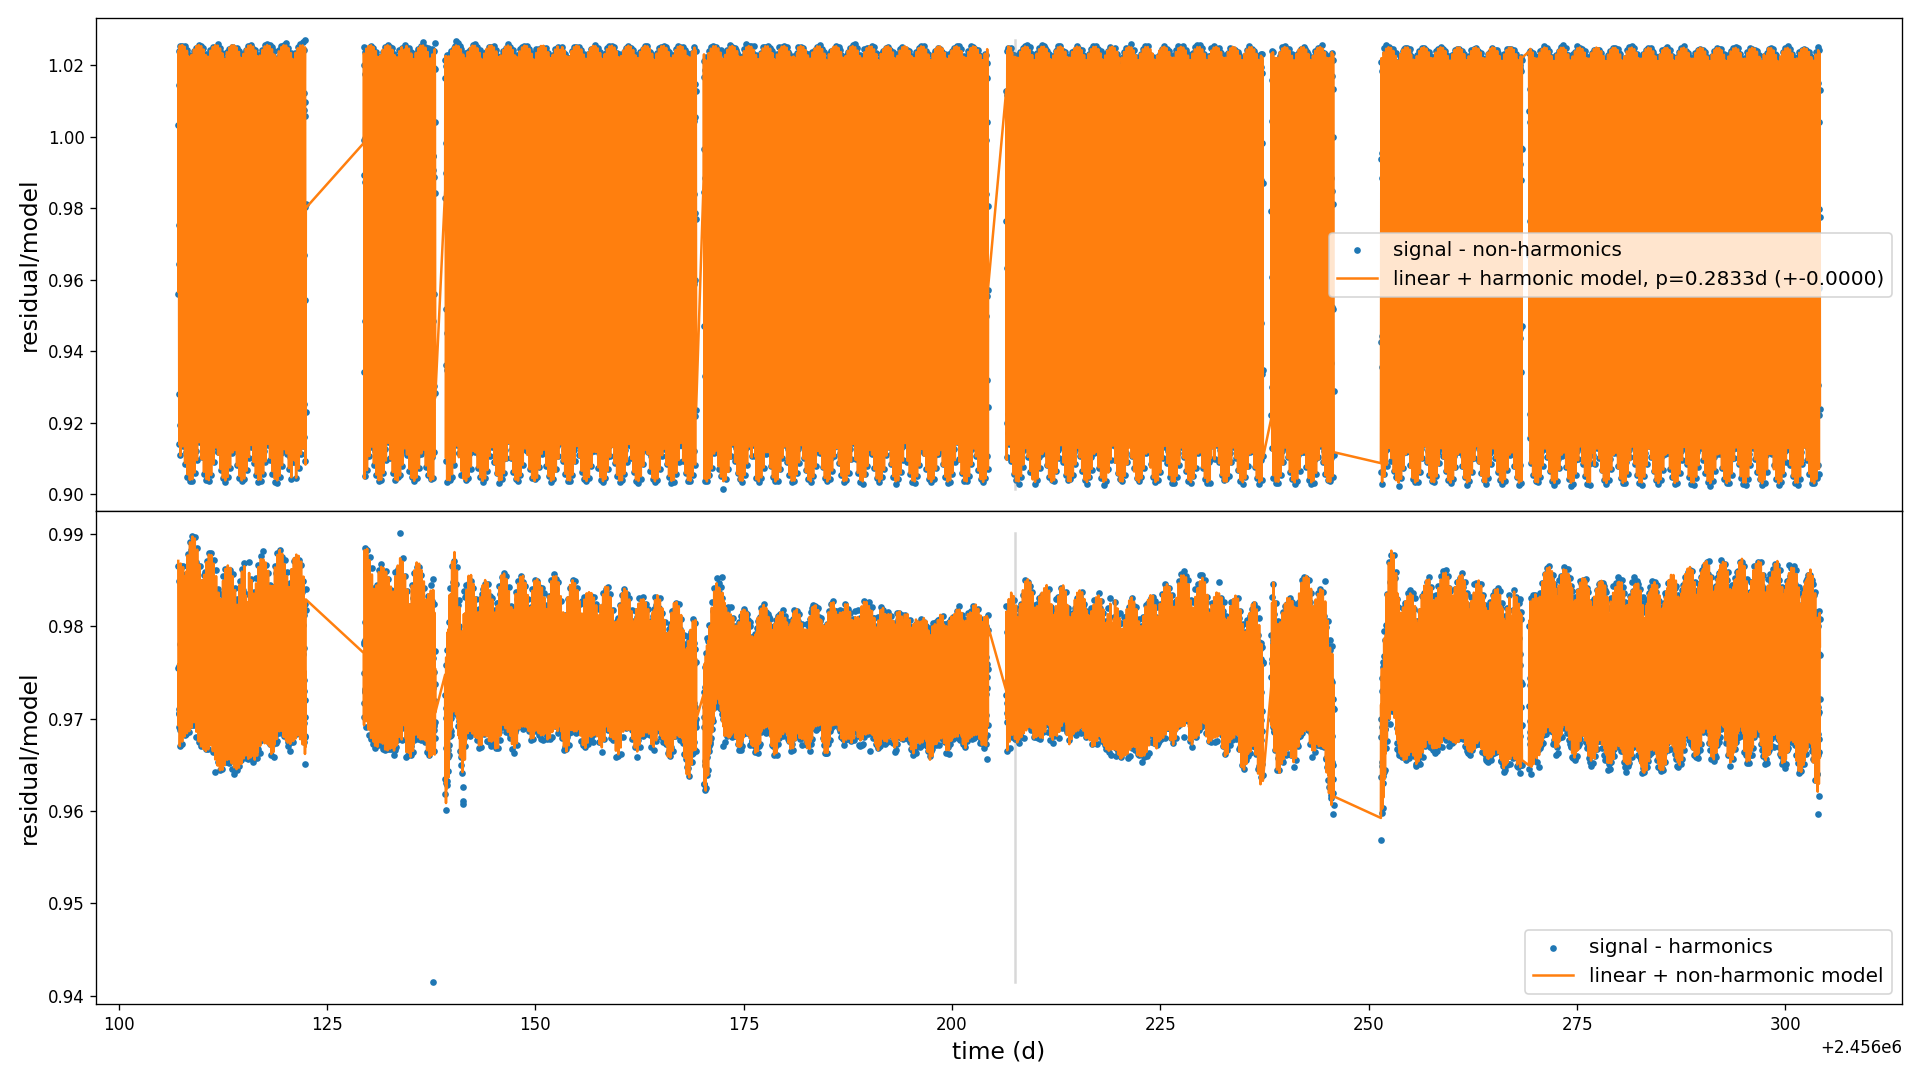 1.02
1.00
0.98
0.96
0.94
0.92
0.90
residual/model
signal - non-harmonics
linear + harmonic model, p=0.2833d (+-0.0000)
0.99
0.98
0.97
0.96
0.95
0.94
residual/model
signal - harmonics
linear + non-harmonic model
100
125
150
175
200
225
250
275
300
time (d)
+2.456e6